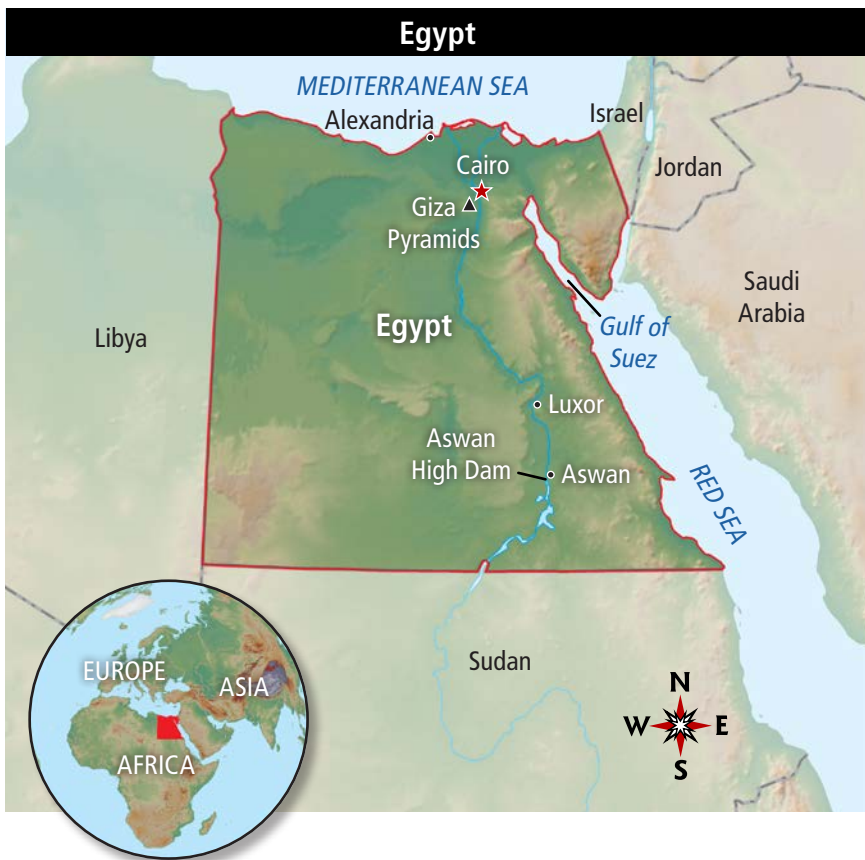 Egypt
MEDITERRANEAN SEA
Alexandria
Israel
Cairo
Jordan
Giza
Pyramids
Saudi
Arabia
Libya
Egypt
Gulf of
Suez
Luxor
Aswan
High Dam
Aswan
RED SEA
Sudan
EUROPE
ASIA
AFRICA
N
W E
S